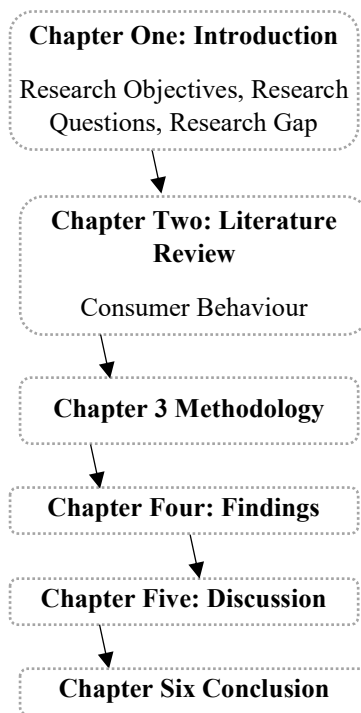 Chapter One: Introduction
Research Objectives, Research
Questions, Research Gap
Chapter Two: Literature
Review
Consumer Behaviour
Chapter 3 Methodology
Chapter Four: Findings
Chapter Five: Discussion
Chapter Six Conclusion